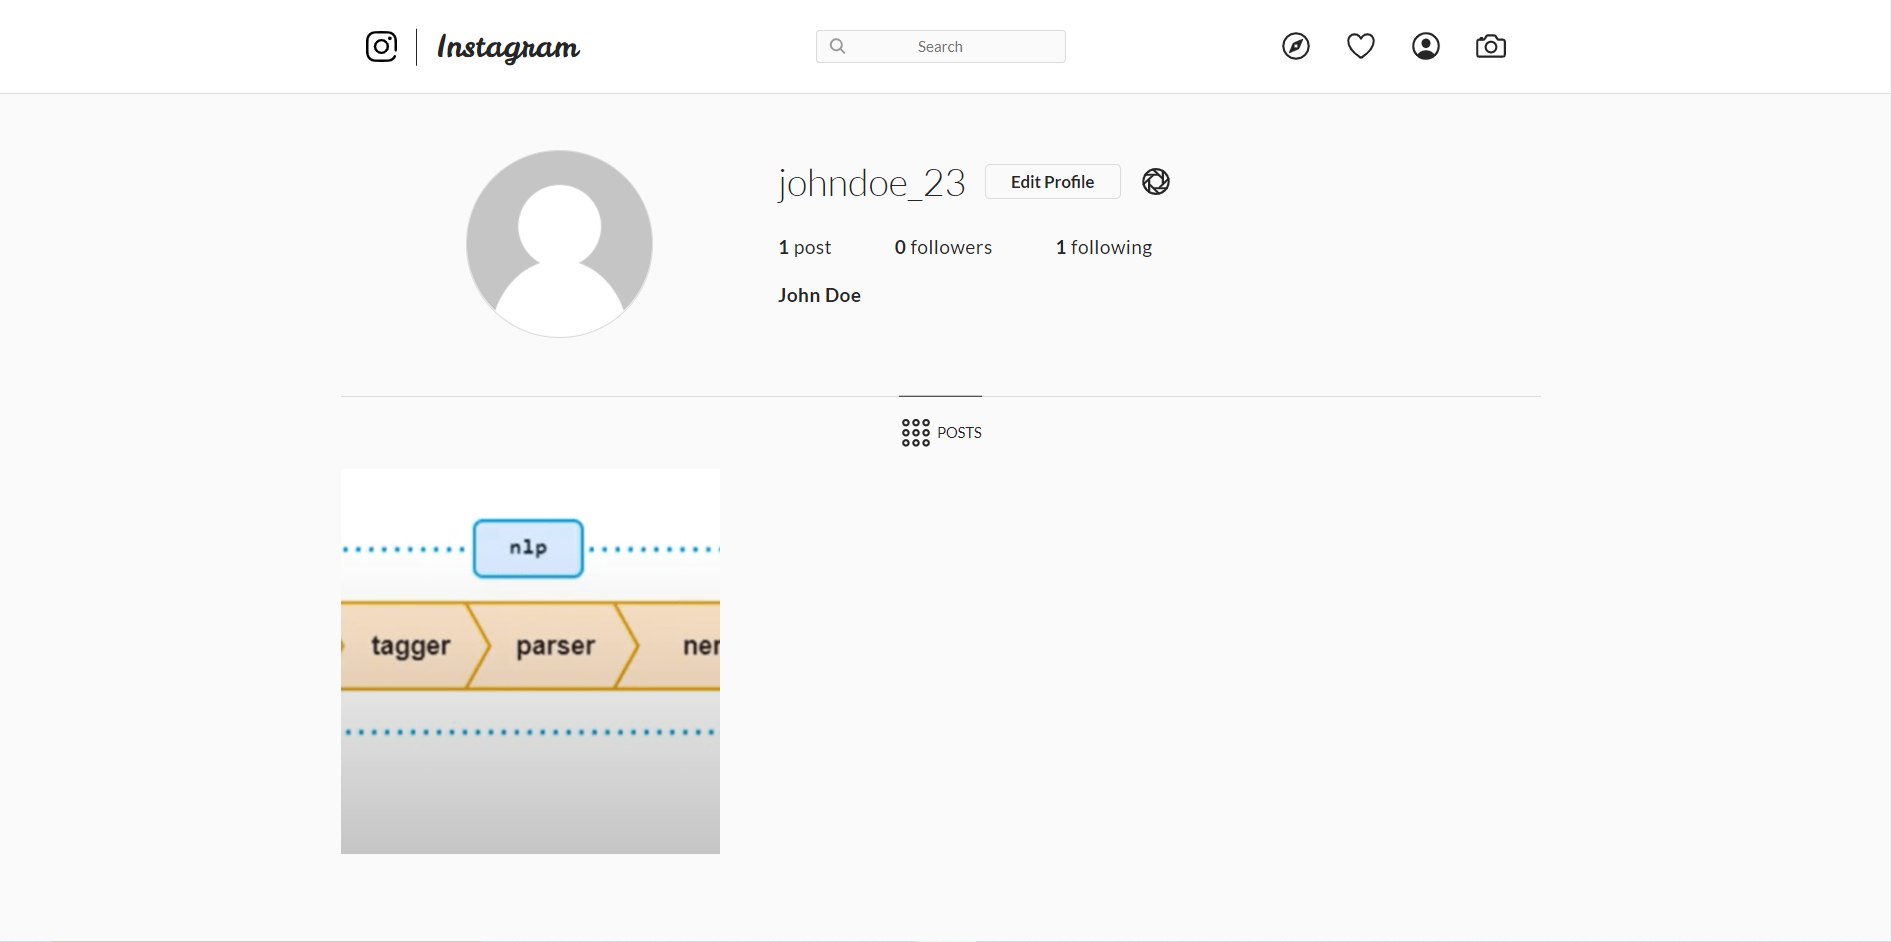 Instagram
Search
johndoe_23
Edit Profile
1 post
0 followers
1 following
John Doe
POSTS
nlp
tagger
parser
ner